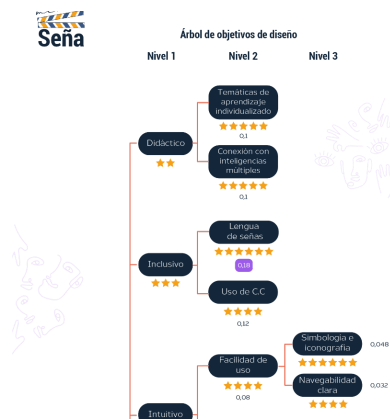 Seña
Árbol de objetivos de diseño
Nivel 1
Nivel 2
Nivel 3
Temáticas de
aprendizaje
individualizado
0,1
Didáctico
Conexión con
inteligencias
múltiples
0,1
Lengua
de señas
0,18
Inclusivo
Uso de C.C
0,12
Simbología e
iconografía
0,048
Facilidad de
uso
0,08
Navegabilidad
clara
0,032
Intuitivo